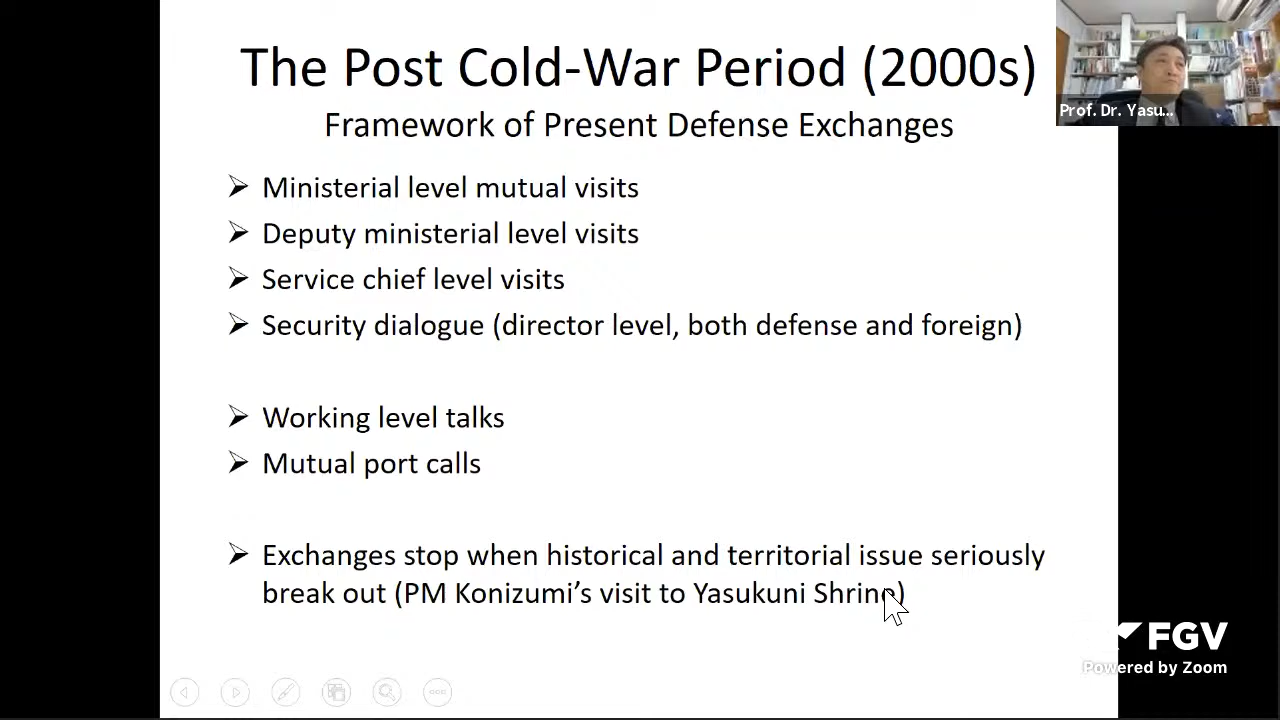 The Post Cold-War Period (2000s)
Framework of Present Defense Exchanges
➢ Ministerial level mutual visits
➢ Deputy ministerial level visits
➢ Service chief level visits
➢ Security dialogue (director level, both defense and foreign)
➢ Working level talks
➢ Mutual port calls
➢ Exchanges stop when historical and territorial issue seriously
break out (PM Konizumi’s visit to Yasukuni Shrine)
Prof. Dr. Yasu...
FGV
Powered by Zoom